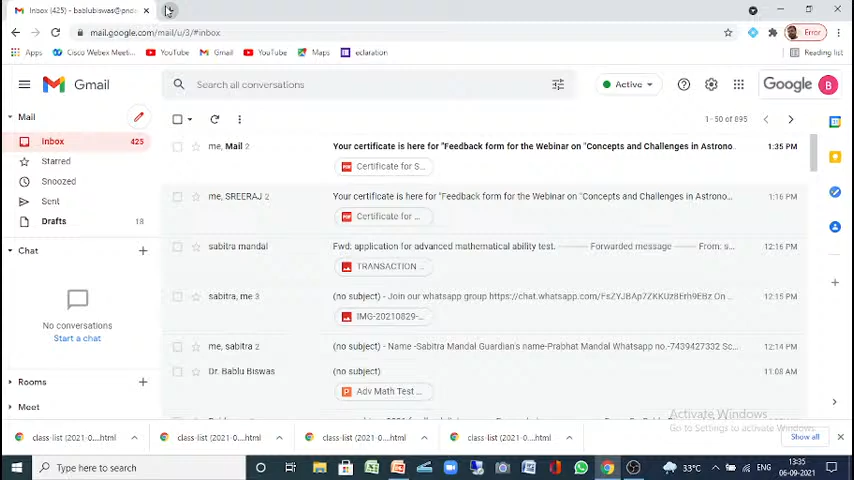 Inbox (425) - bablubiswas@pnda
mail.google.com/mail/u/3/#inbox
Error
Apps
Cisco Webex Meet...
YouTube
Gmail
YouTube
Maps
eclaration
Reading list
Gmail
Search all conversations
Active
Google
B
Mail
1-50 of 895
Inbox 425
me, Mail 2 Your certificate is here for "Feedback form for the Webinar on "Concepts and Challenges in Astrono 1:35 PM
Starred
Certificate for S...
Snoozed
me, SREERAJ 2 Your certificate is here for "Feedback form for the Webinar on "Concepts and Challenges in Astrono... 1:16 PM
Sent
Certificate for ...
Drafts 18
Chat
sabitra mandal Fwd: application for advanced mathematical ability test. ---------- Forwarded message --------- From: s... 12:16 PM
TRANSACTION ...
sabitra, me 3 (no subject) - Join our whatsapp group https://chat.whatsapp.com/ On ... 12:15 PM
IMG-20210829-...
No conversations
Start a chat
me, sabitra 2 (no subject) - Name -Sabitra Mandal Guardian's name-Prabhat Mandal Whatsapp no.-7439427332 Sc... 12:14 PM
Dr. Bablu Biswas (no subject) 11:08 AM
Rooms
Adv Math Test ...
Meet
Activate Windows
Go to Settings to activate Windows.
class-list (2021-0....html
class-list (2021-0....html
class-list (2021-0....html
class-list (2021-0....html
Show all
Type here to search
33°C
ENG
13:35
06-09-2021